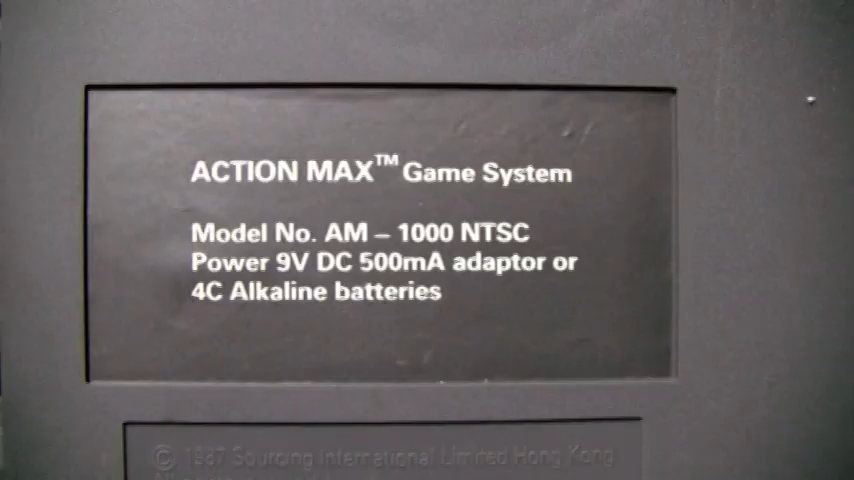 ACTION MAX™ Game System
Model No. AM – 1000 NTSC
Power 9V DC 500mA adaptor or
4C Alkaline batteries
© 1987 Sourcing International Limited Hong Kong